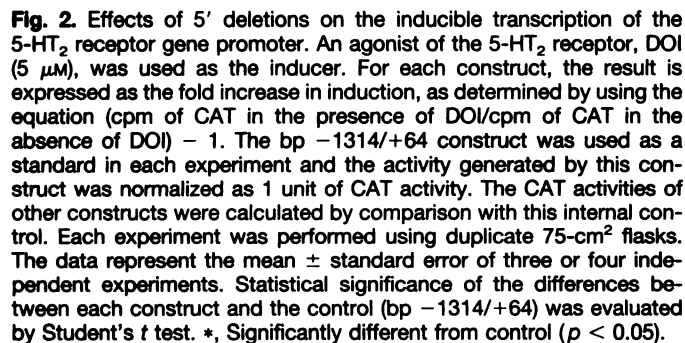 Fig. 2. Effects of 5′ deletions on the inducible transcription of the
5-HT₂ receptor gene promoter. An agonist of the 5-HT₂ receptor, DOI
(5 μM), was used as the inducer. For each construct, the result is
expressed as the fold increase in induction, as determined by using the
equation (cpm of CAT in the presence of DOI/cpm of CAT in the
absence of DOI) − 1. The bp −1314/+64 construct was used as a
standard in each experiment and the activity generated by this con-
struct was normalized as 1 unit of CAT activity. The CAT activities of
other constructs were calculated by comparison with this internal con-
trol. Each experiment was performed using duplicate 75-cm² flasks.
The data represent the mean ± standard error of three or four inde-
pendent experiments. Statistical significance of the differences be-
tween each construct and the control (bp −1314/+64) was evaluated
by Student's t test. *, Significantly different from control (p < 0.05).